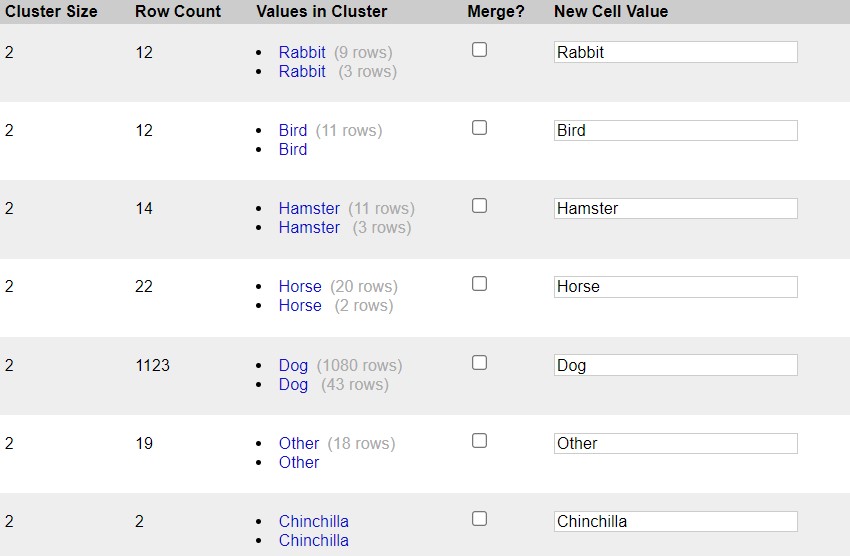 Cluster Size Row Count Values in Cluster Merge? New Cell Value
2 12 Rabbit (9 rows) Rabbit
Rabbit (3 rows)
2 12 Bird (11 rows) Bird
Bird
2 14 Hamster (11 rows) Hamster
Hamster (3 rows)
2 22 Horse (20 rows) Horse
Horse (2 rows)
2 1123 Dog (1080 rows) Dog
Dog (43 rows)
2 19 Other (18 rows) Other
Other
2 2 Chinchilla Chinchilla
Chinchilla